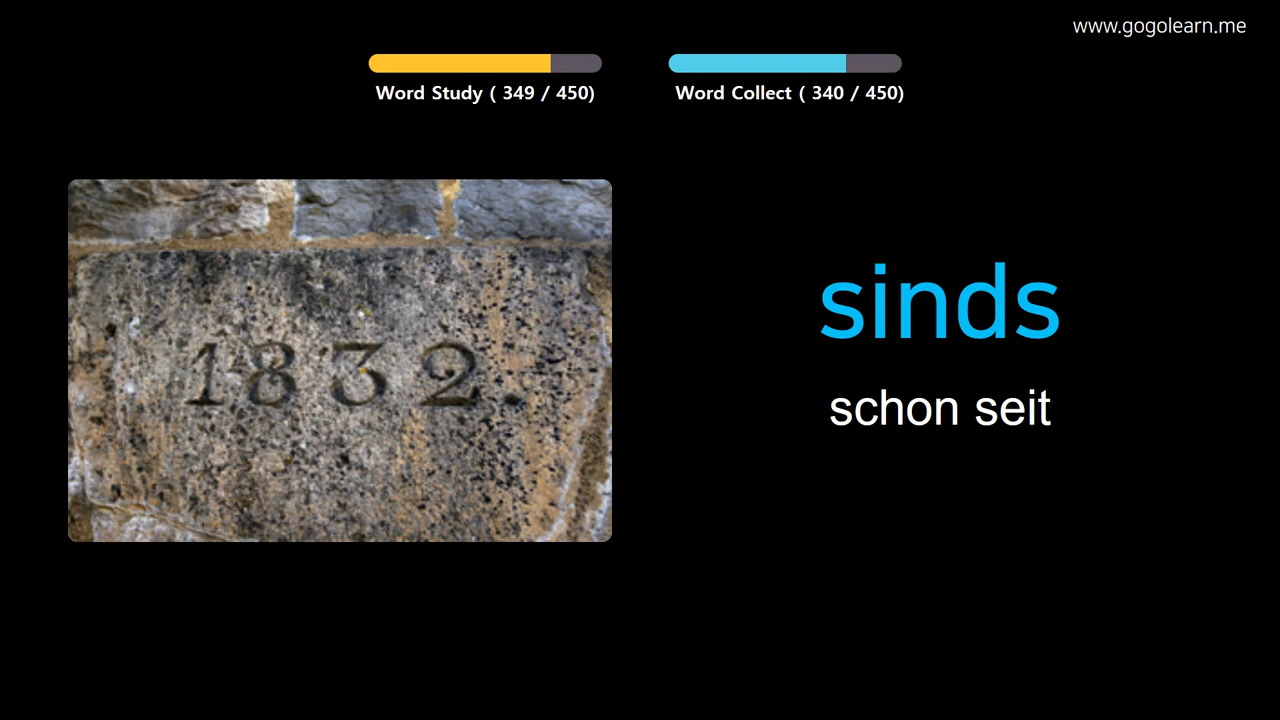 www.gogolearn.me
Word Study ( 349 / 450)
Word Collect ( 340 / 450)
1832.
sinds
schon seit